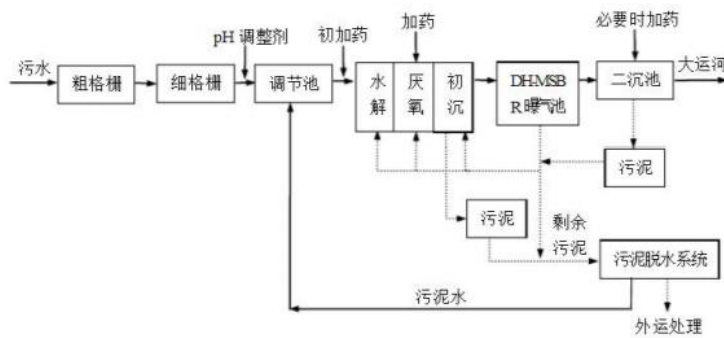 必要时加药
pH 调整剂
初加药
加药
污水
大运河
粗格栅
细格栅
调节池
水解
厌氧
初沉
DH-MSB
R 曝气池
二沉池
污泥
污泥
剩余
污泥
污泥脱水系统
污泥水
外运处理